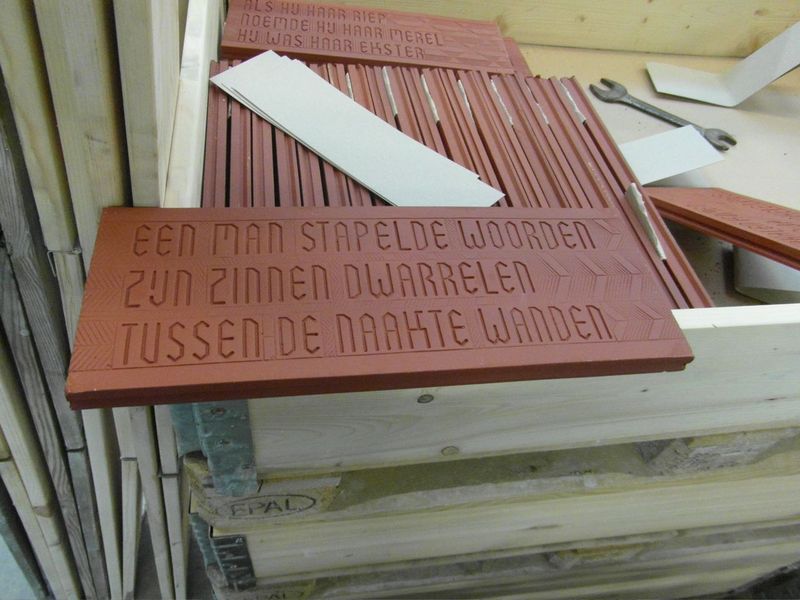 ALS HIJ HAAR RIEP
NOEMDE HIJ HAAR MEREL
HIJ WAS HAAR EKSTER
EEN MAN STAPELDE WOORDEN
ZIJN ZINNEN DWARRELEN
TUSSEN DE NAAKTE WANDEN
EPAL